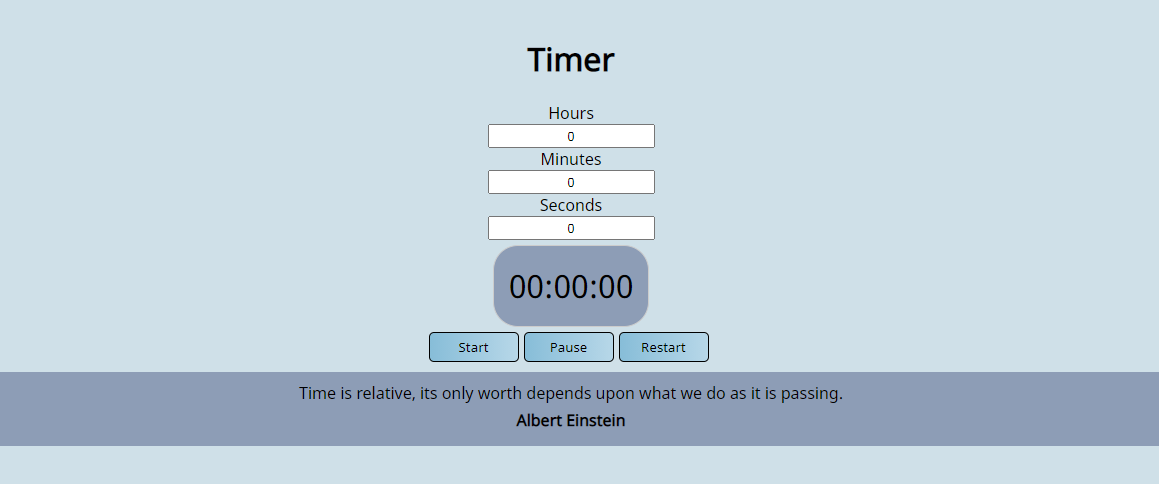 Timer
Hours
0
Minutes
0
Seconds
0
00:00:00
Start Pause Restart
Time is relative, its only worth depends upon what we do as it is passing.
Albert Einstein